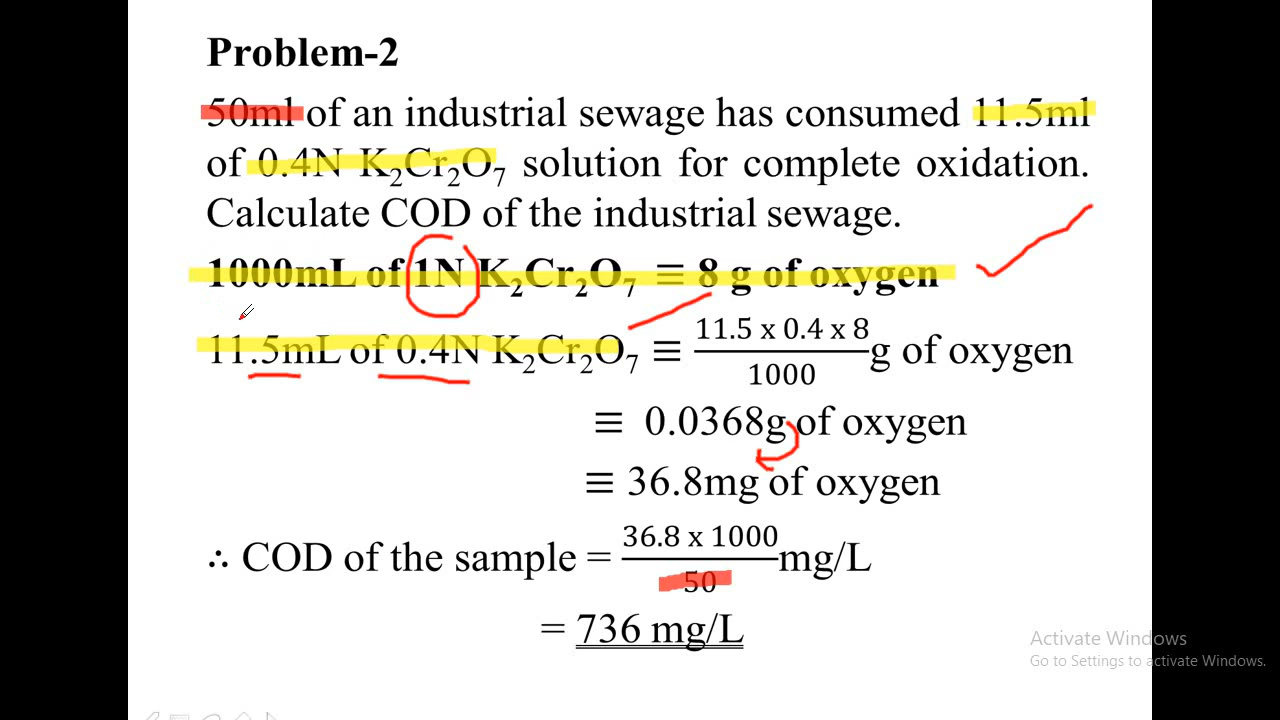 Problem-2
50ml of an industrial sewage has consumed 11.5ml
of 0.4N K₂Cr₂O₇ solution for complete oxidation.
Calculate COD of the industrial sewage.
1000mL of 1N K₂Cr₂O₇ ≡ 8 g of oxygen
11.5mL of 0.4N K₂Cr₂O₇ ≡ 11.5 x 0.4 x 8 / 1000 g of oxygen
≡ 0.0368g of oxygen
≡ 36.8mg of oxygen
∴ COD of the sample = 36.8 x 1000 / 50 mg/L
= 736 mg/L
Activate Windows
Go to Settings to activate Windows.